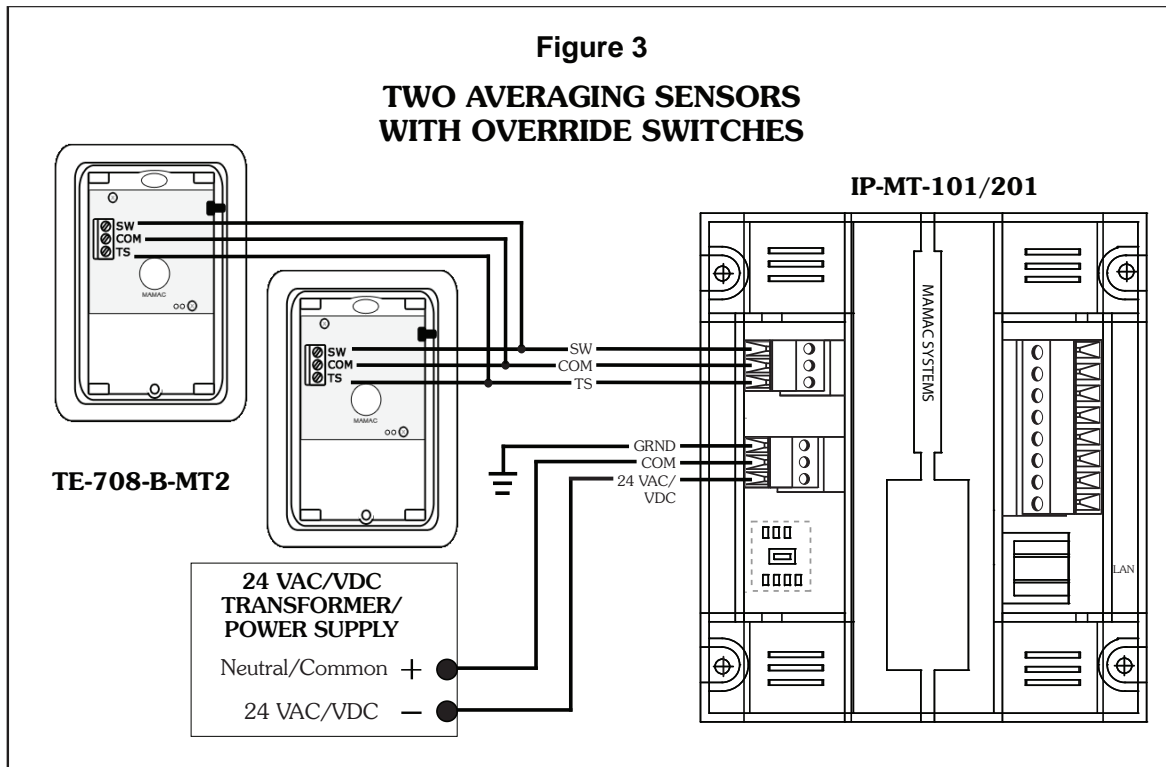 Figure 3
TWO AVERAGING SENSORS
WITH OVERRIDE SWITCHES
IP-MT-101/201
SW
COM
TS
MAMAC
SW
COM
TS
MAMAC
TE-708-B-MT2
SW
COM
TS
GRND
COM
24 VAC/
VDC
MAMAC SYSTEMS
LAN
24 VAC/VDC
TRANSFORMER/
POWER SUPPLY
Neutral/Common +
24 VAC/VDC −